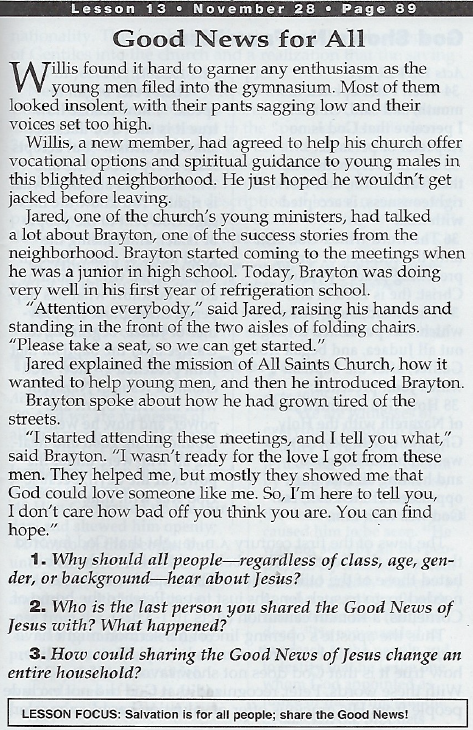 Lesson 13 • November 28 • Page 89
Good News for All
Willis found it hard to garner any enthusiasm as the
young men filed into the gymnasium. Most of them
looked insolent, with their pants sagging low and their
voices set too high.
Willis, a new member, had agreed to help his church offer
vocational options and spiritual guidance to young males in
this blighted neighborhood. He just hoped he wouldn't get
jacked before leaving.
Jared, one of the church's young ministers, had talked
a lot about Brayton, one of the success stories from the
neighborhood. Brayton started coming to the meetings when
he was a junior in high school. Today, Brayton was doing
very well in his first year of refrigeration school.
"Attention everybody," said Jared, raising his hands and
standing in the front of the two aisles of folding chairs.
"Please take a seat, so we can get started."
Jared explained the mission of All Saints Church, how it
wanted to help young men, and then he introduced Brayton.
Brayton spoke about how he had grown tired of the
streets.
"I started attending these meetings, and I tell you what,"
said Brayton. "I wasn't ready for the love I got from these
men. They helped me, but mostly they showed me that
God could love someone like me. So, I'm here to tell you,
I don't care how bad off you think you are. You can find
hope."
1. Why should all people—regardless of class, age, gen-
der, or background—hear about Jesus?
2. Who is the last person you shared the Good News of
Jesus with? What happened?
3. How could sharing the Good News of Jesus change an
entire household?
LESSON FOCUS: Salvation is for all people; share the Good News!